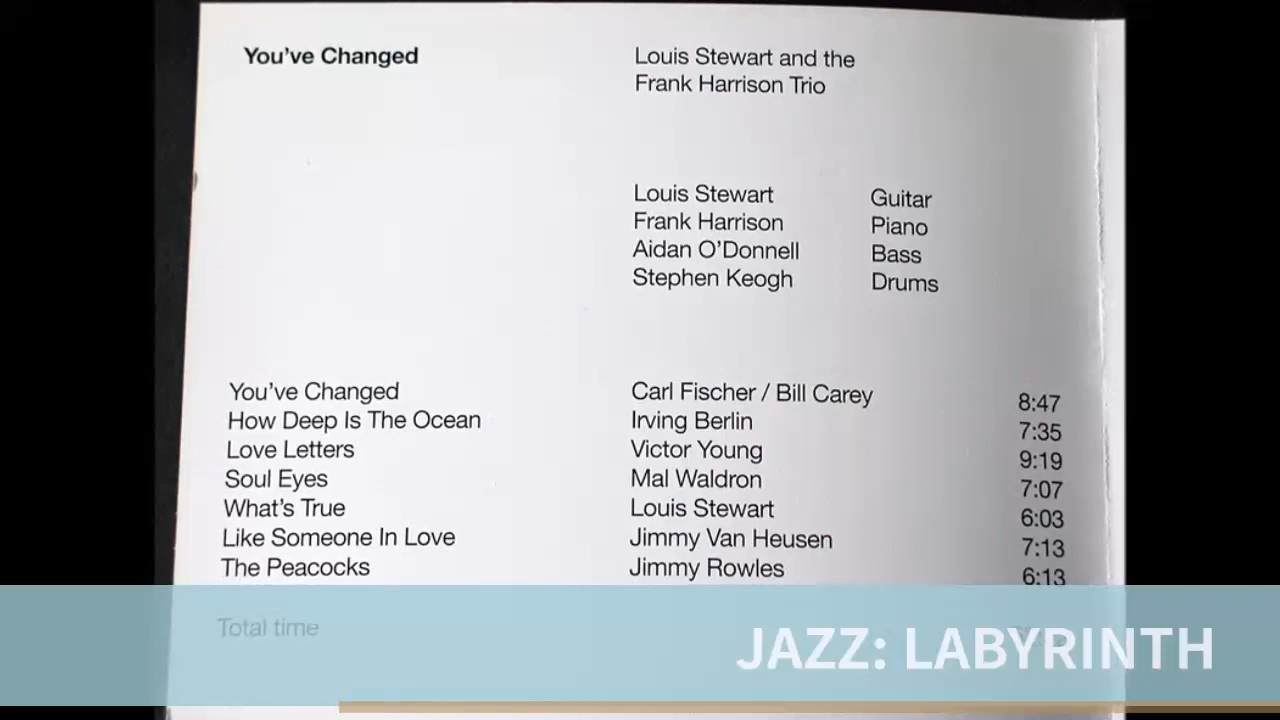 You've Changed Louis Stewart and the
Frank Harrison Trio
Louis Stewart Guitar
Frank Harrison Piano
Aidan O'Donnell Bass
Stephen Keogh Drums
You've Changed Carl Fischer / Bill Carey 8:47
How Deep Is The Ocean Irving Berlin 7:35
Love Letters Victor Young 9:19
Soul Eyes Mal Waldron 7:07
What's True Louis Stewart 6:03
Like Someone In Love Jimmy Van Heusen 7:13
The Peacocks Jimmy Rowles 6:13
Total time
JAZZ: LABYRINTH